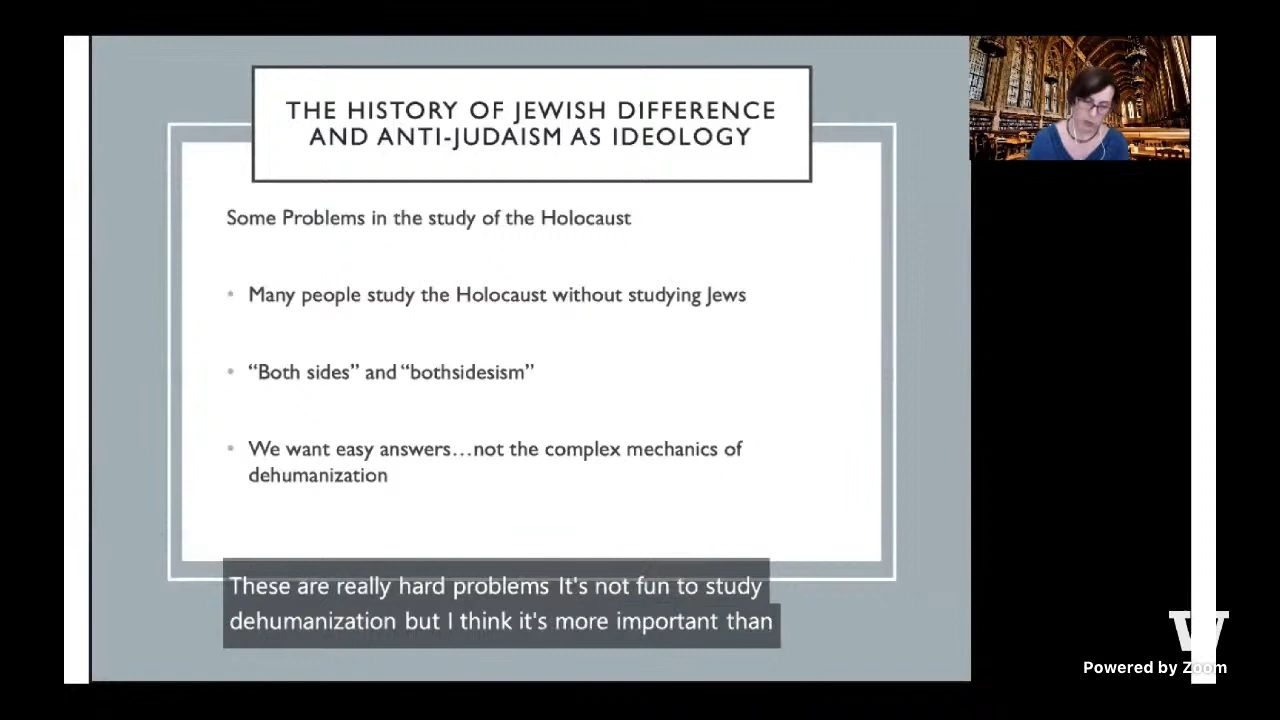 THE HISTORY OF JEWISH DIFFERENCE
AND ANTI-JUDAISM AS IDEOLOGY
Some Problems in the study of the Holocaust
• Many people study the Holocaust without studying Jews
• “Both sides” and “bothsidesism”
• We want easy answers…not the complex mechanics of
dehumanization
These are really hard problems It's not fun to study
dehumanization but I think it's more important than
W
Powered by Zoom